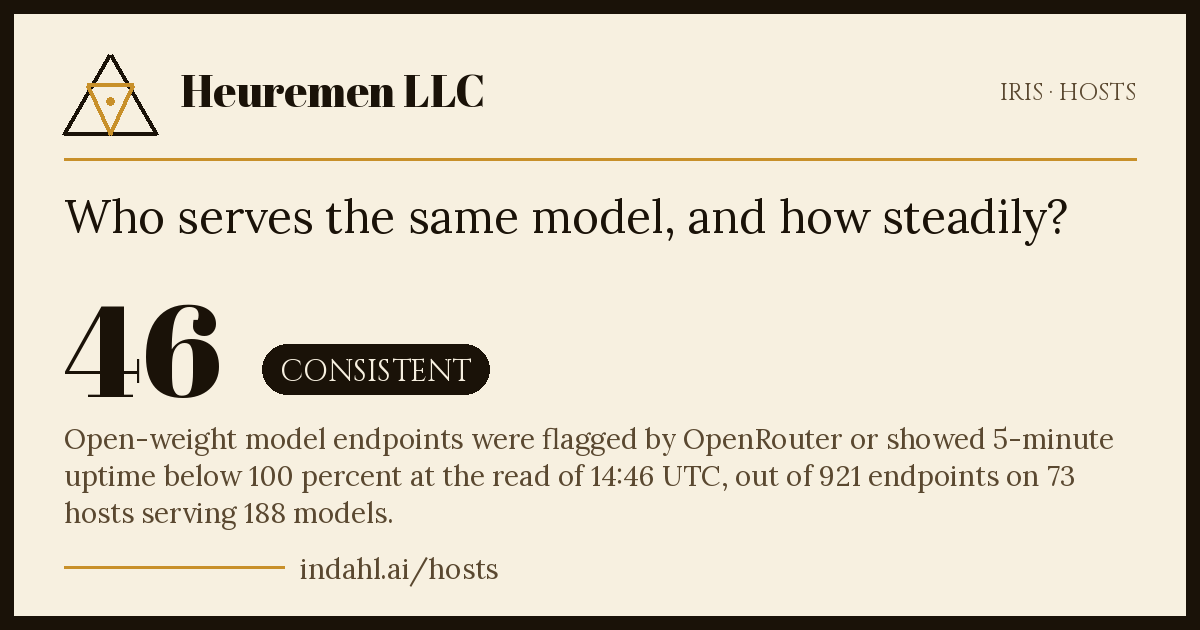 Heuremen LLC
IRIS · HOSTS
Who serves the same model, and how steadily?
46
CONSISTENT
Open-weight model endpoints were flagged by OpenRouter or showed 5-minute
uptime below 100 percent at the read of 14:46 UTC, out of 921 endpoints on 73
hosts serving 188 models.
indahl.ai/hosts